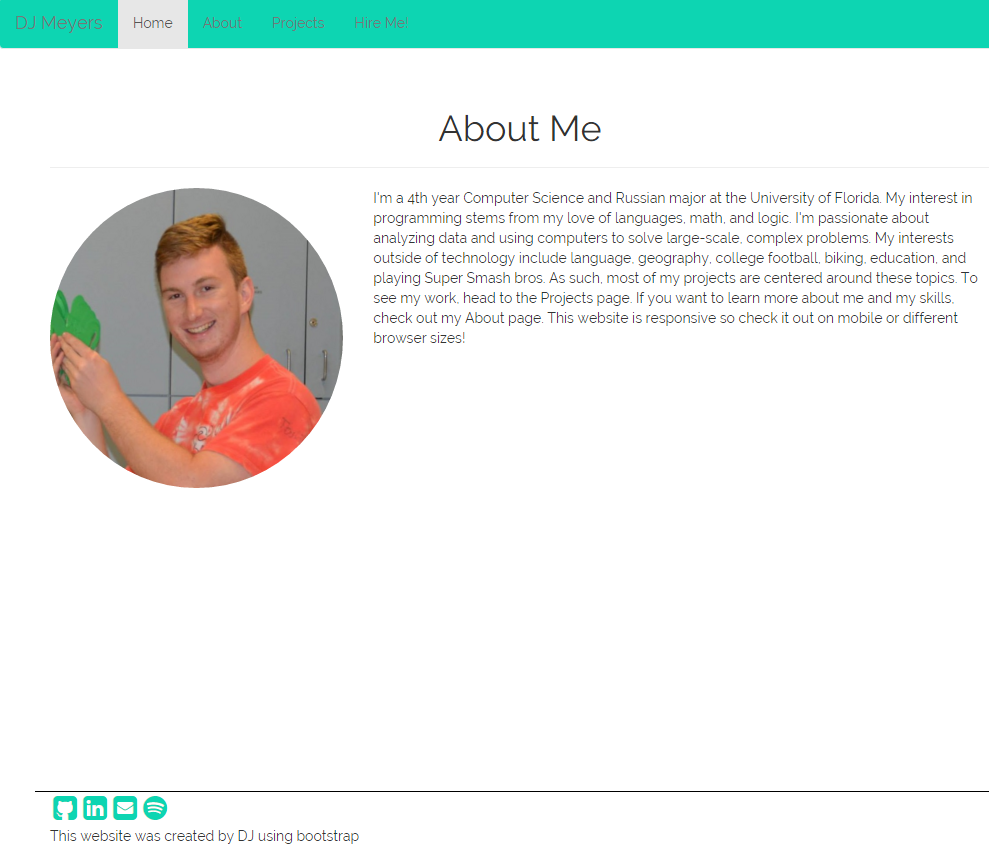 DJ Meyers Home About Projects Hire Me!
About Me
I'm a 4th year Computer Science and Russian major at the University of Florida. My interest in
programming stems from my love of languages, math, and logic. I'm passionate about
analyzing data and using computers to solve large-scale, complex problems. My interests
outside of technology include language, geography, college football, biking, education, and
playing Super Smash bros. As such, most of my projects are centered around these topics. To
see my work, head to the Projects page. If you want to learn more about me and my skills,
check out my About page. This website is responsive so check it out on mobile or different
browser sizes!
in
This website was created by DJ using bootstrap